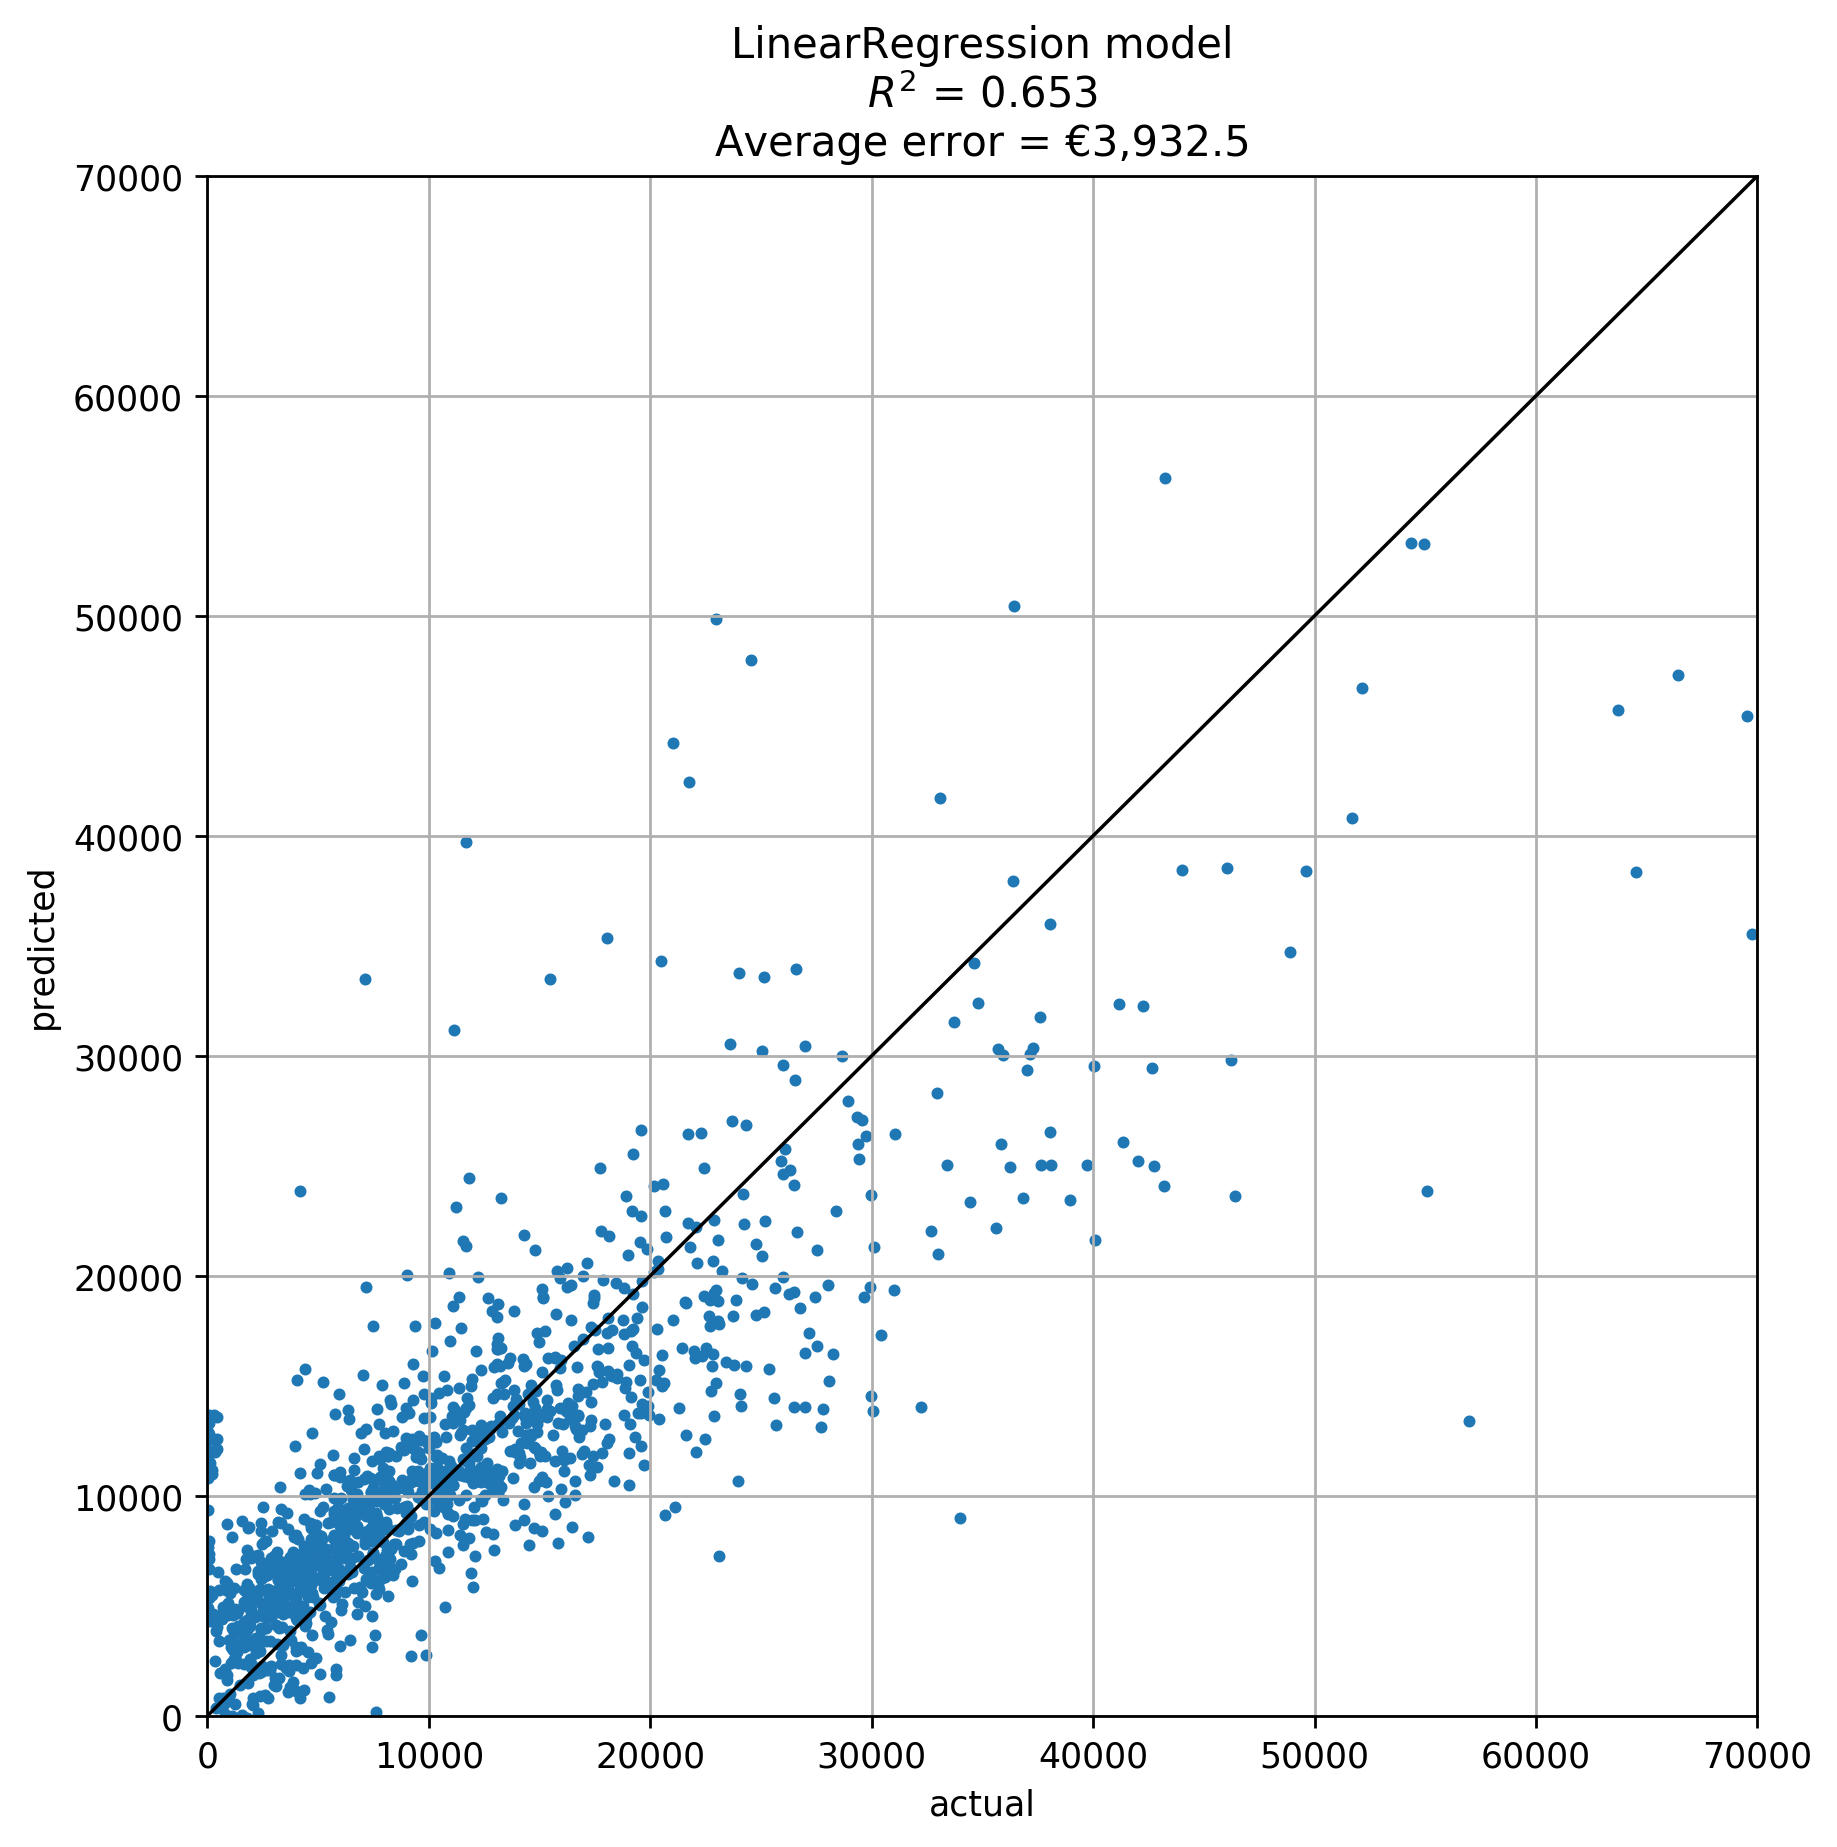 LinearRegression model
R² = 0.653
Average error = €3,932.5
70000
60000
50000
40000
30000
20000
10000
0
predicted
0 10000 20000 30000 40000 50000 60000 70000
actual